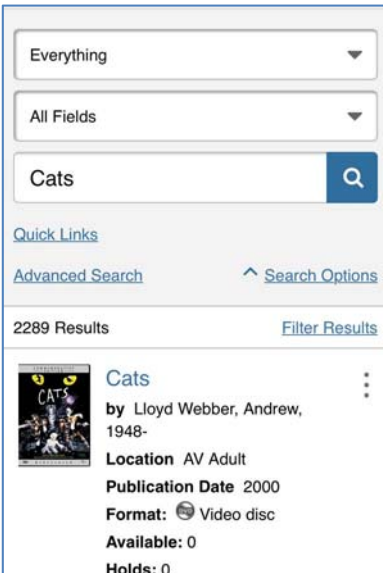 Everything
All Fields
Cats
Quick Links
Advanced Search Search Options
2289 Results Filter Results
CATS
Cats
by Lloyd Webber, Andrew,
1948-
Location AV Adult
Publication Date 2000
Format: Video disc
Available: 0
Holds: 0